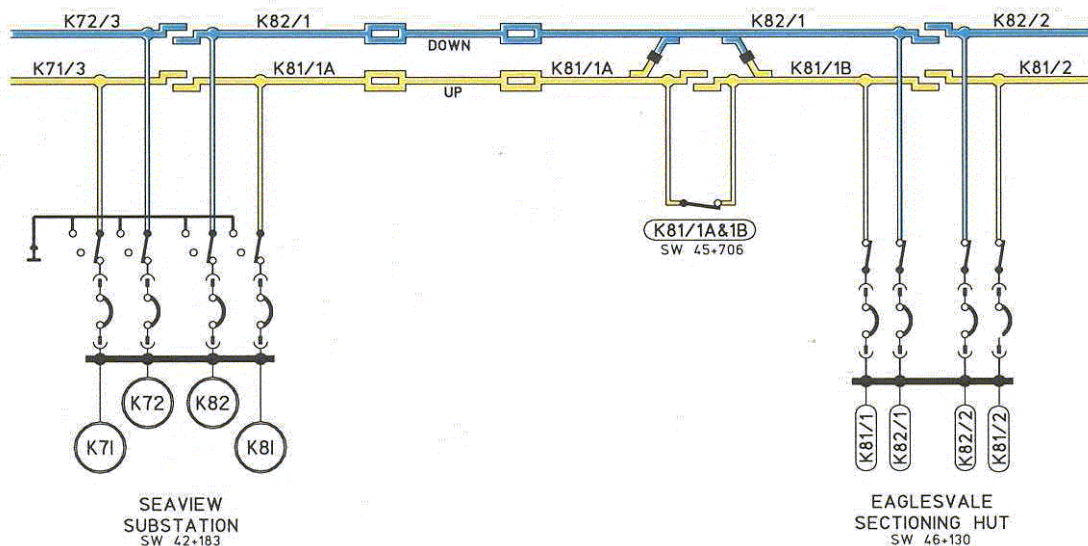 K72/3 K82/1 K82/1 K82/2
DOWN
K71/3 K81/1A K81/1A K81/1B K81/2
UP
K81/1A&1B
SW 45+706
K72 K82
K71 K81
K81/1 K82/1 K82/2 K81/2
SEAVIEW
SUBSTATION
SW 42+183
EAGLESVALE
SECTIONING HUT
SW 46+130